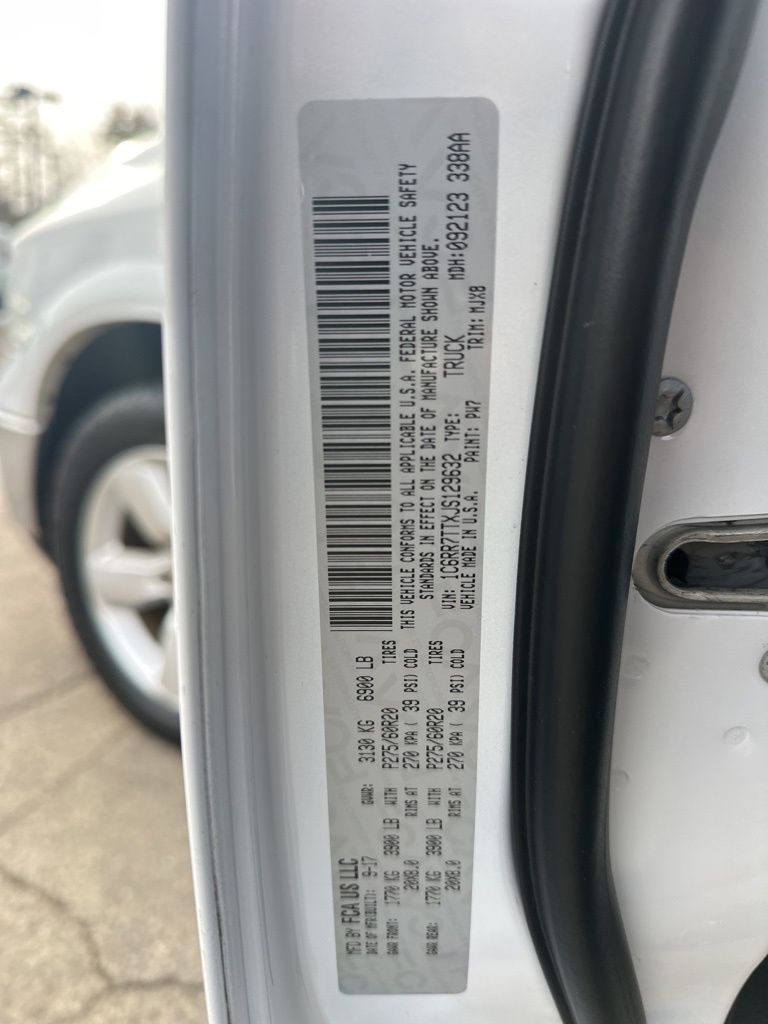 MFD BY FCA US LLC
DATE OF MFR(BUILT): 9-17 GVWR: 3130 KG 6900 LB
GAWR FRONT: 1770 KG 3900 LB WITH P275/60R20 TIRES
20X8.0 RIMS AT 270 KPA ( 39 PSI) COLD
GAWR REAR: 1770 KG 3900 LB WITH P275/60R20 TIRES
20X8.0 RIMS AT 270 KPA ( 39 PSI) COLD
THIS VEHICLE CONFORMS TO ALL APPLICABLE U.S.A. FEDERAL MOTOR VEHICLE SAFETY
STANDARDS IN EFFECT ON THE DATE OF MANUFACTURE SHOWN ABOVE.
VIN: 1C6RR7TTXJS129632 TYPE: TRUCK MDH:092123 338AA
VEHICLE MADE IN U.S.A. PAINT: PW7 TRIM: MJX8